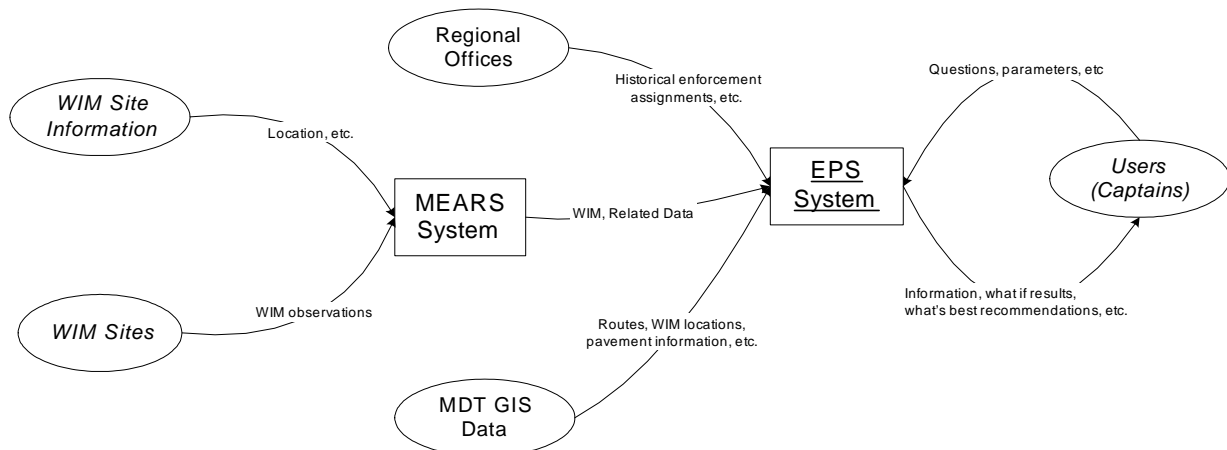 Regional
Offices
Historical enforcement
assignments, etc.
Questions, parameters, etc
WIM Site
Information
Location, etc.
MEARS
System
WIM, Related Data
EPS
System
Users
(Captains)
WIM Sites
WIM observations
Routes, WIM locations,
pavement information, etc.
Information, what if results,
what's best recommendations, etc.
MDT GIS
Data